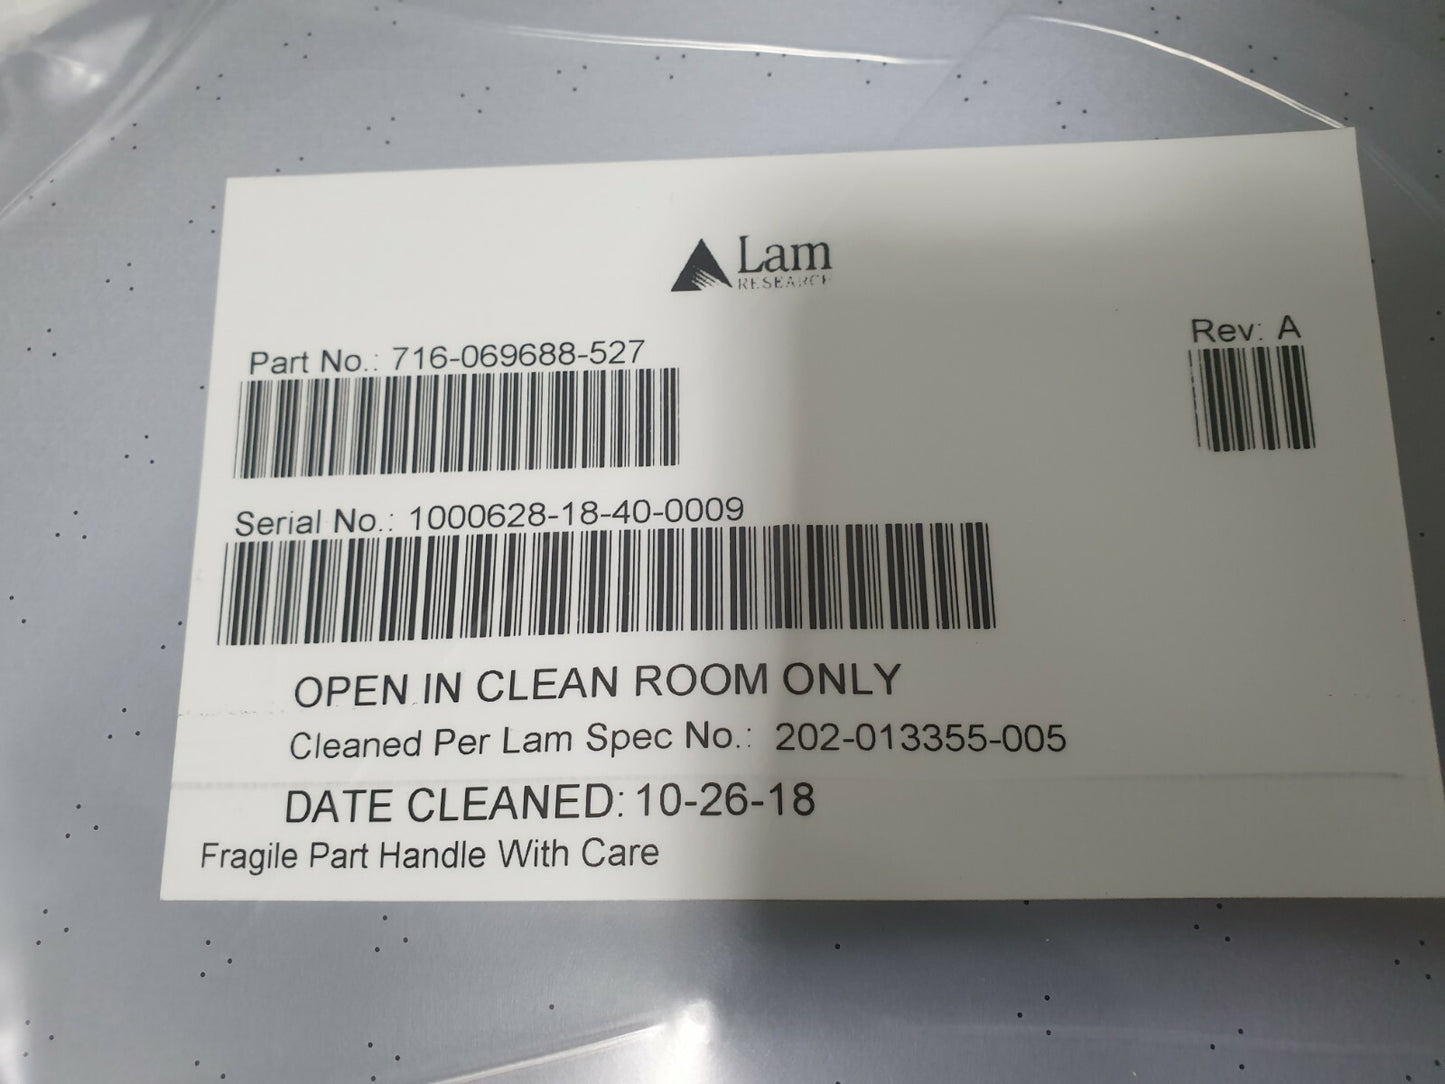 Lam
RESEARCH
Rev: A
Part No.: 716-069688-527
Serial No.: 1000628-18-40-0009
OPEN IN CLEAN ROOM ONLY
Cleaned Per Lam Spec No.: 202-013355-005
DATE CLEANED: 10-26-18
Fragile Part Handle With Care